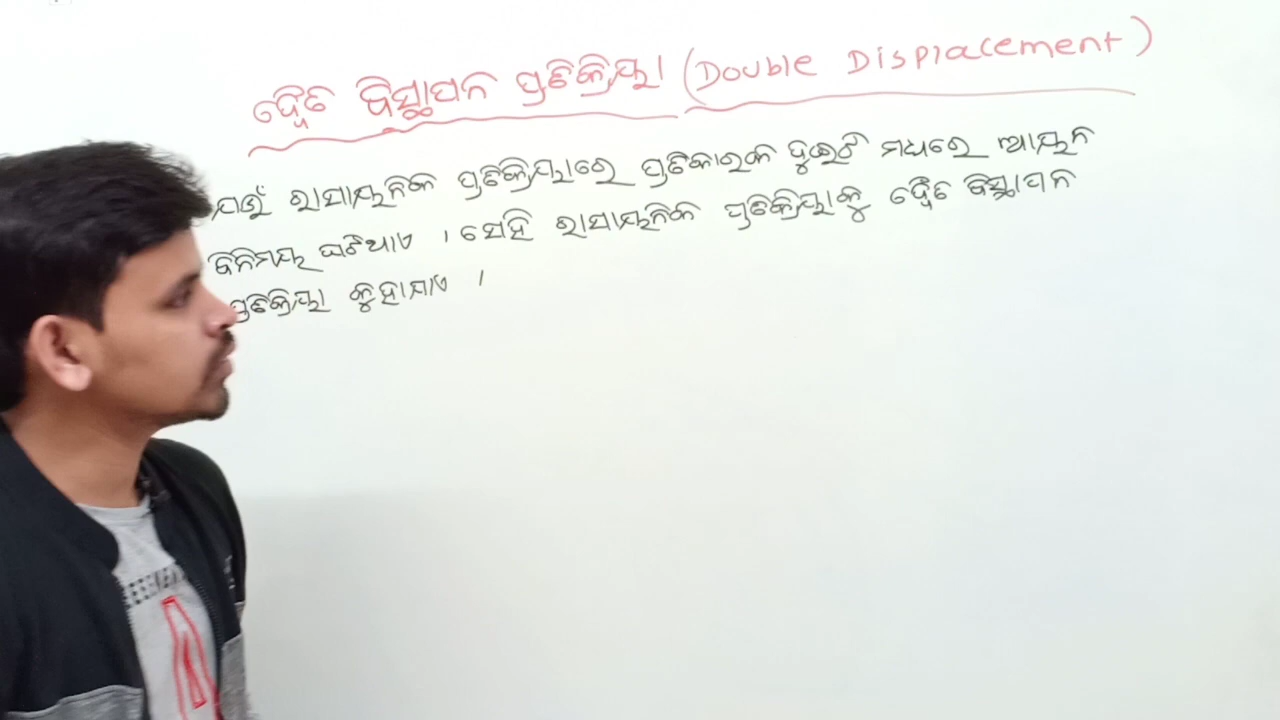 ଦ୍ୱୈତ ବିସ୍ଥାପନ ପ୍ରତିକ୍ରିୟା (Double Displacement)
ଯେଉଁ ରାସାୟନିକ ପ୍ରତିକ୍ରିୟାରେ ପ୍ରତିକାରକ ଦୁଇଟି ମଧ୍ୟରେ ଆୟନ
ବିନିମୟ ଘଟିଥାଏ । ସେହି ରାସାୟନିକ ପ୍ରତିକ୍ରିୟାକୁ ଦ୍ୱୈତ ବିସ୍ଥାପନ
ପ୍ରତିକ୍ରିୟା କୁହାଯାଏ ।